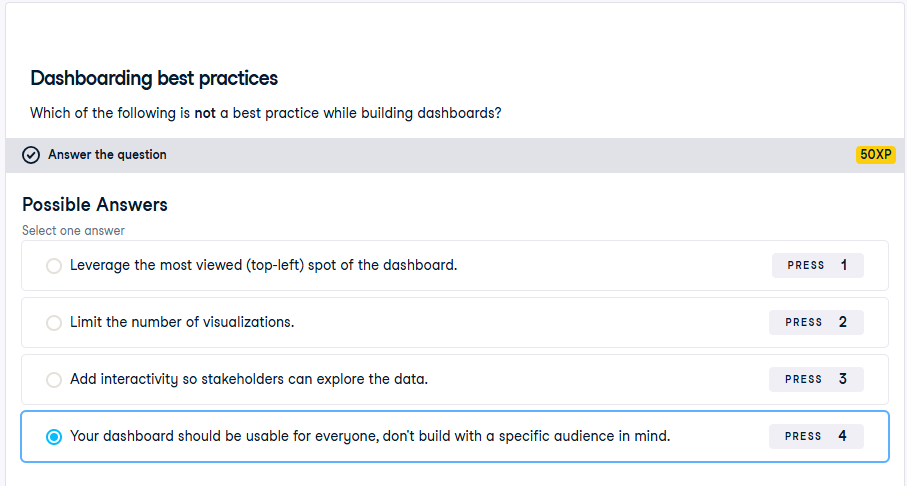 Dashboarding best practices
Which of the following is not a best practice while building dashboards?
Answer the question 50XP
Possible Answers
Select one answer
Leverage the most viewed (top-left) spot of the dashboard. PRESS 1
Limit the number of visualizations. PRESS 2
Add interactivity so stakeholders can explore the data. PRESS 3
Your dashboard should be usable for everyone, don't build with a specific audience in mind. PRESS 4